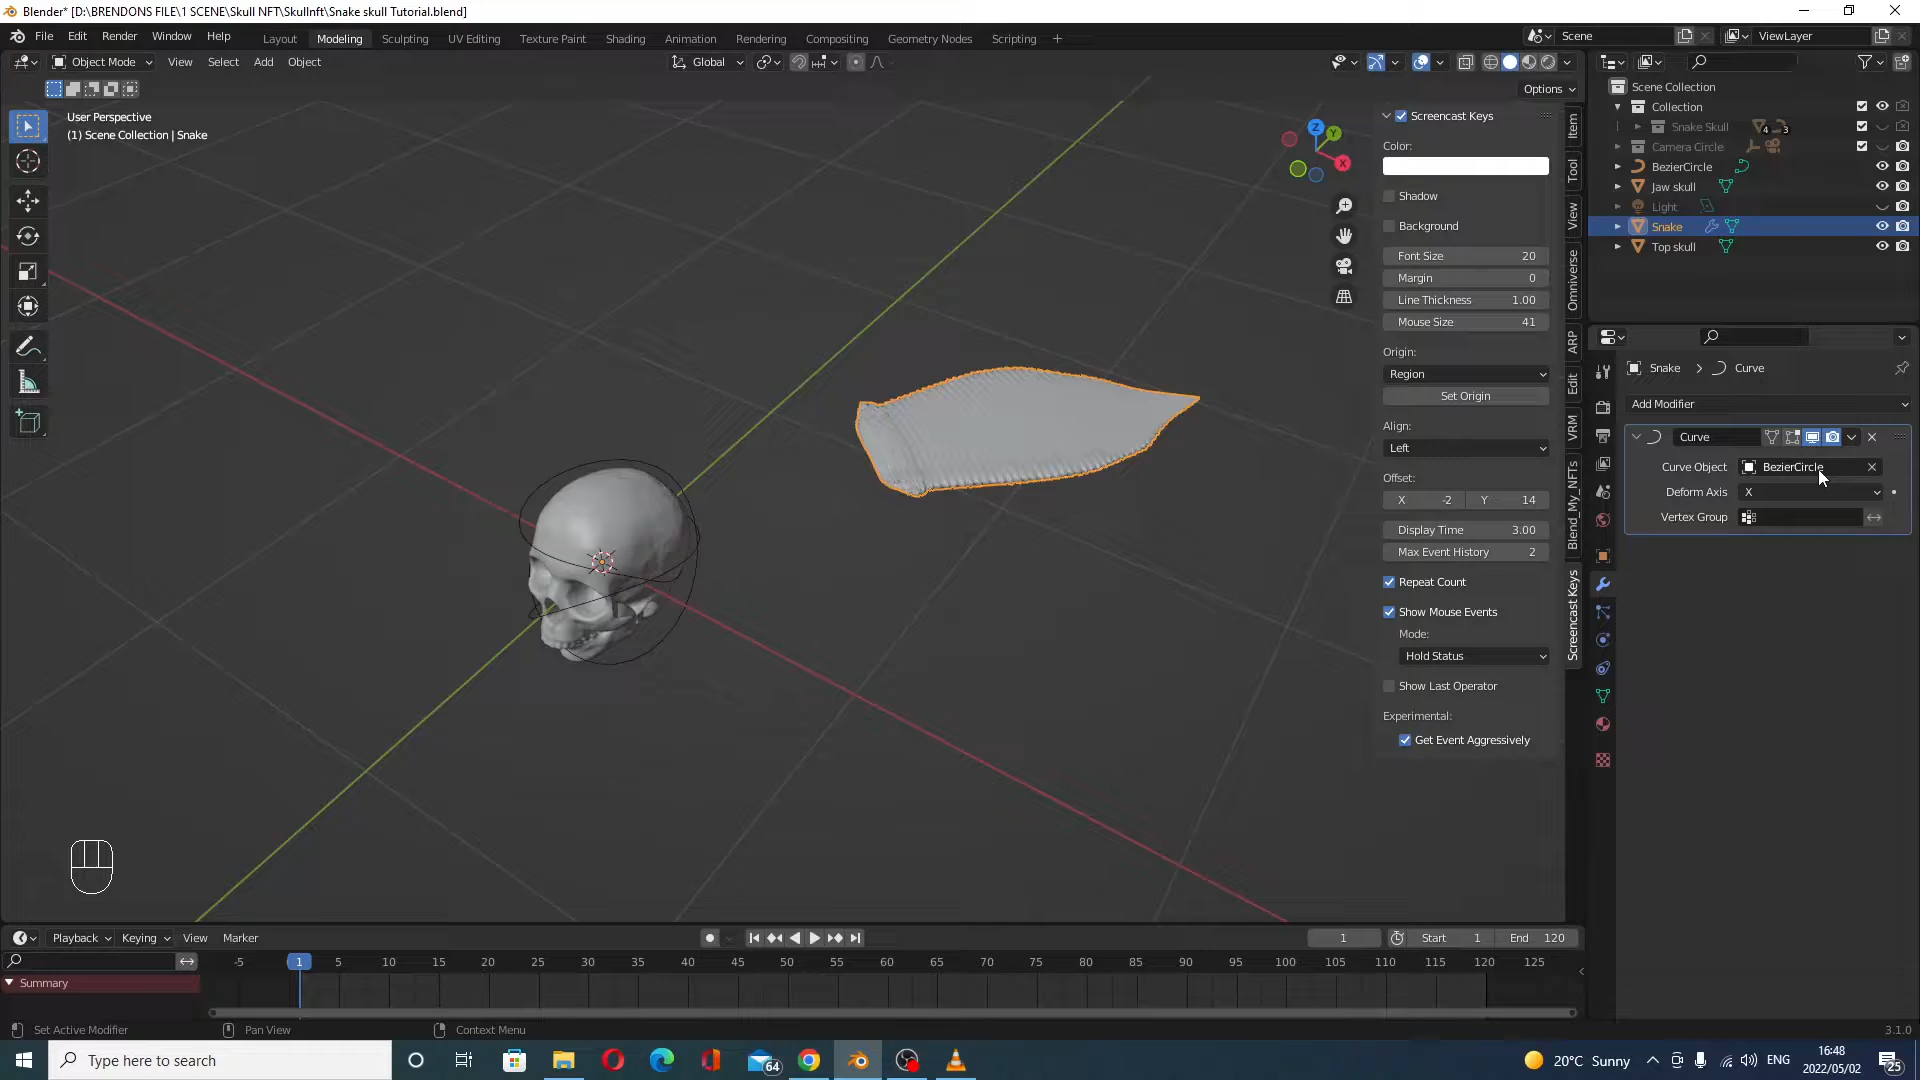 Blender* [D:\BRENDONS FILE\1 SCENE\Skull NFT\Skullnft\Snake skull Tutorial.blend]
File Edit Render Window Help Layout Modeling Sculpting UV Editing Texture Paint Shading Animation Rendering Compositing Geometry Nodes Scripting + Scene ViewLayer
Object Mode View Select Add Object Global
Options
User Perspective
(1) Scene Collection | Snake
Z
Y
X
Screencast Keys
Color:
Shadow
Background
Font Size 20
Margin 0
Line Thickness 1.00
Mouse Size 41
Origin:
Region
Set Origin
Align:
Left
Offset:
X -2 Y 14
Display Time 3.00
Max Event History 2
Repeat Count
Show Mouse Events
Mode:
Hold Status
Show Last Operator
Experimental:
Get Event Aggressively
Item
Tool
View
Omniverse
ARP
Edit
VRM
Blend_My_NFTs
Screencast Keys
Scene Collection
Collection
Snake Skull 4 3
Camera Circle
BezierCircle
Jaw skull
Light
Snake
Top skull
Snake > Curve
Add Modifier
Curve
Curve Object BezierCircle
Deform Axis X
Vertex Group
Playback Keying View Marker 1 Start 1 End 120
-5 1 5 10 15 20 25 30 35 40 45 50 55 60 65 70 75 80 85 90 95 100 105 110 115 120 125
Summary
Set Active Modifier Pan View Context Menu 3.1.0
Type here to search 64 20°C Sunny ENG 16:48
2022/05/02 25